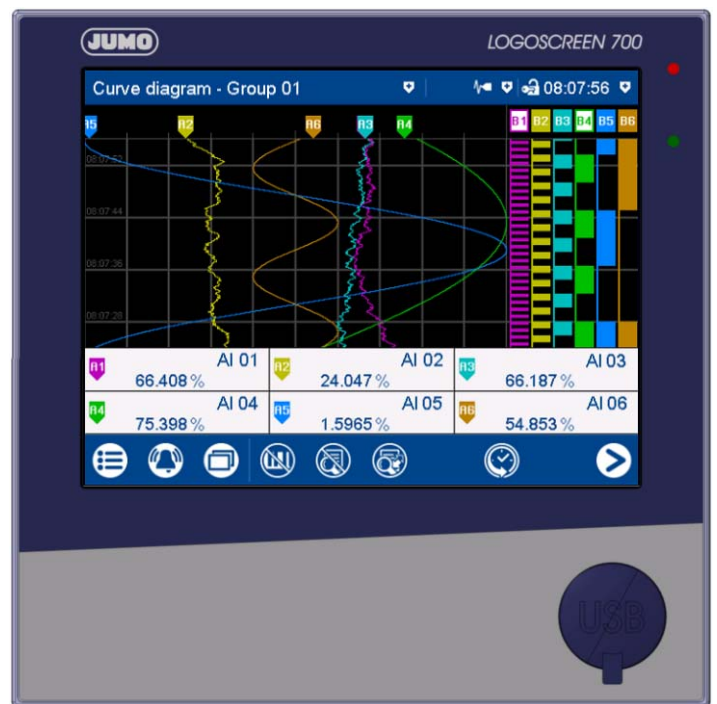 JUMO
LOGOSCREEN 700
Curve diagram - Group 01
08:07:56
A5 A2 A6 A3 A4 B1 B2 B3 B4 B5 B6
08:07:52
08:07:44
08:07:36
08:07:28
A1 AI 01 A2 AI 02 A3 AI 03
66.408 % 24.047 % 66.187 %
A4 AI 04 A5 AI 05 A6 AI 06
75.398 % 1.5965 % 54.853 %
USB